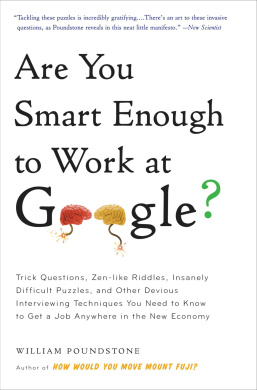 "Tackling these puzzles is incredibly gratifying....There's an art to these invasive
questions, as Poundstone reveals in this neat little manifesto." —New Scientist
Are You
Smart Enough
to Work at
Google?
Trick Questions, Zen-like Riddles, Insanely
Difficult Puzzles, and Other Devious
Interviewing Techniques You Need to Know
to Get a Job Anywhere in the New Economy
WILLIAM POUNDSTONE
Author of HOW WOULD YOU MOVE MOUNT FUJI?